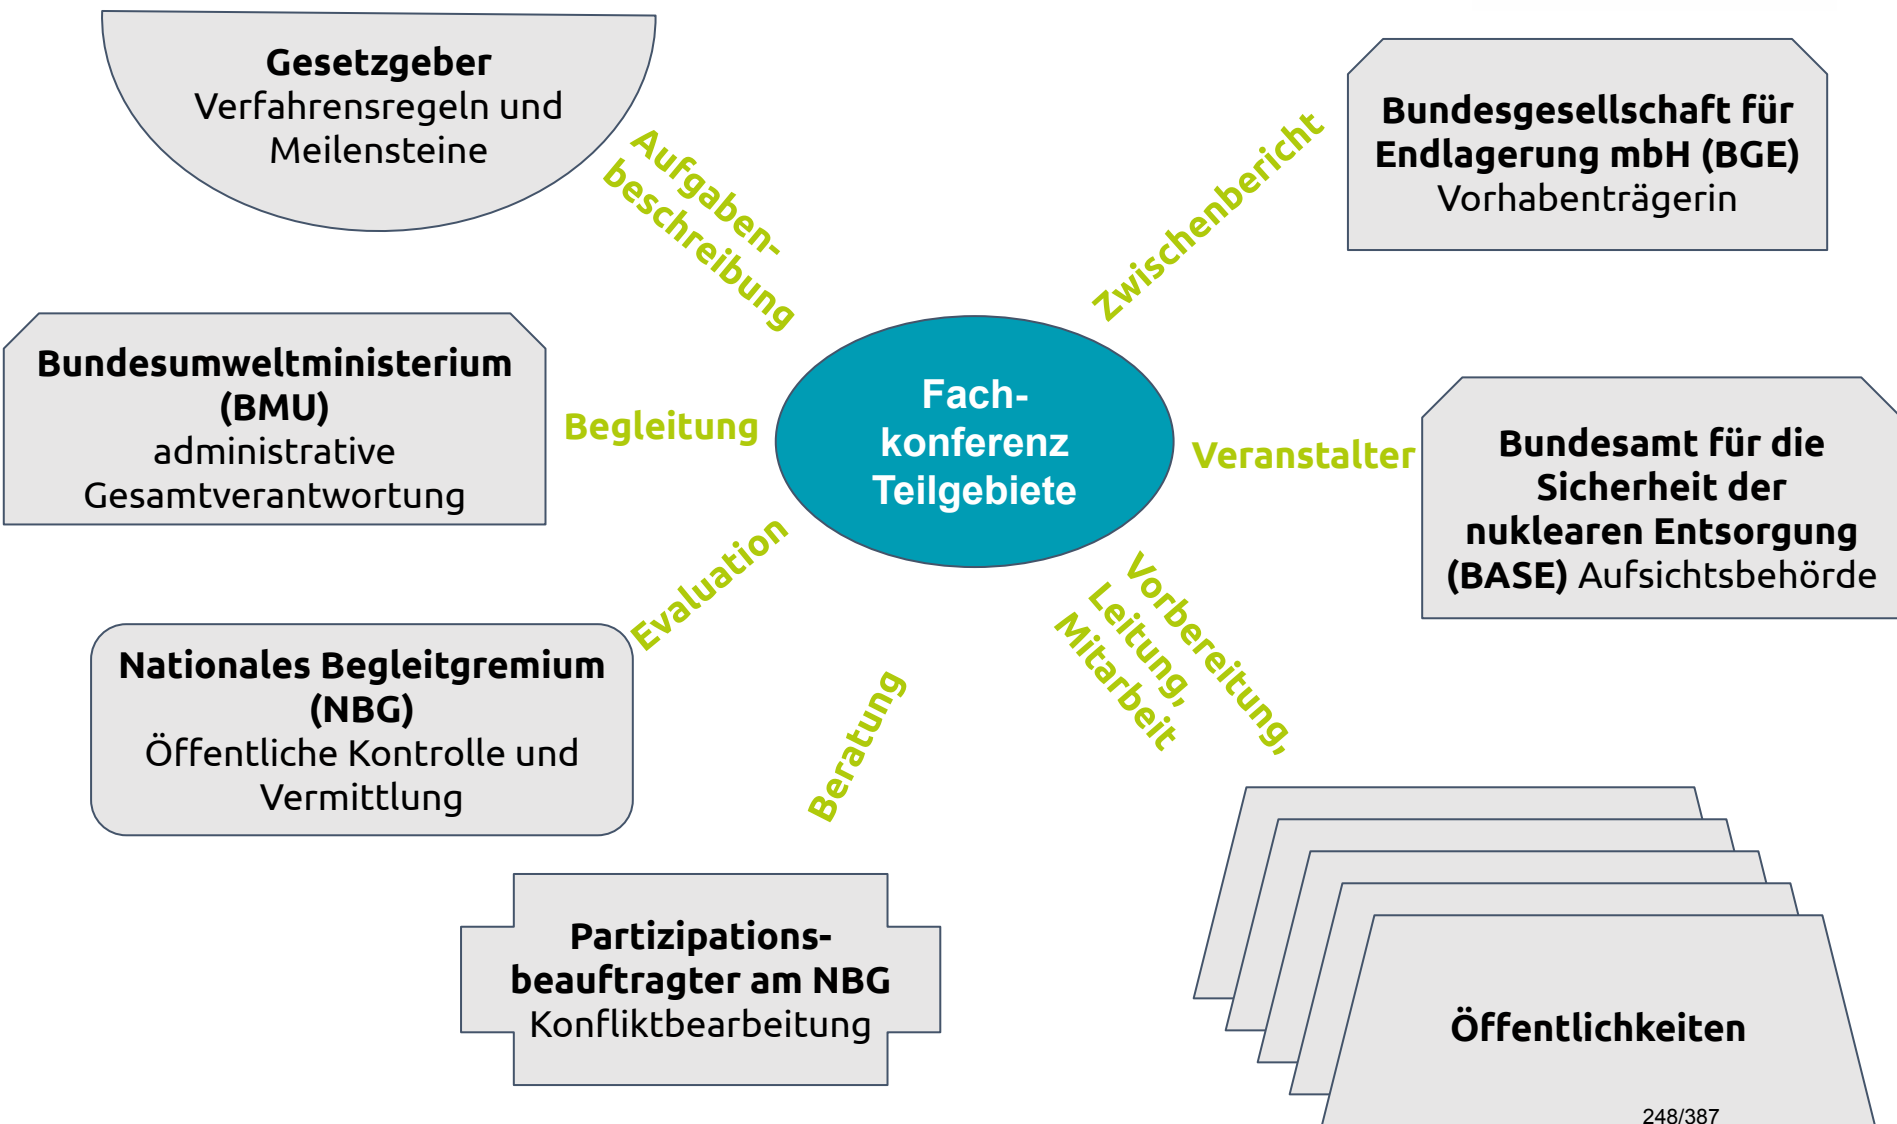 Gesetzgeber
Verfahrensregeln und
Meilensteine
Aufgaben-
beschreibung
Zwischenbericht
Bundesgesellschaft für
Endlagerung mbH (BGE)
Vorhabenträgerin
Bundesumweltministerium
(BMU)
administrative
Gesamtverantwortung
Begleitung
Fach-
konferenz
Teilgebiete
Veranstalter
Bundesamt für die
Sicherheit der
nuklearen Entsorgung
(BASE) Aufsichtsbehörde
Evaluation
Nationales Begleitgremium
(NBG)
Öffentliche Kontrolle und
Vermittlung
Beratung
Vorbereitung,
Leitung,
Mitarbeit
Partizipations-
beauftragter am NBG
Konfliktbearbeitung
Öffentlichkeiten
248/387